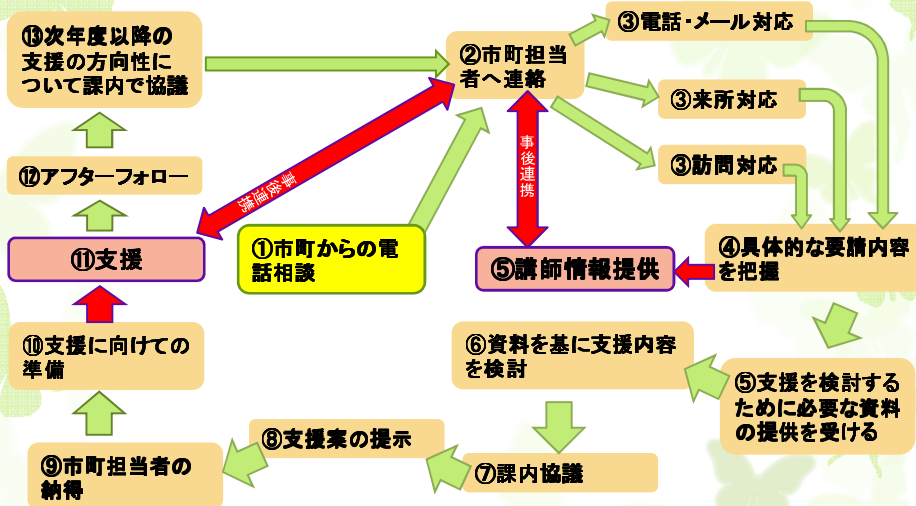 ⑬次年度以降の
支援の方向性に
ついて課内で協議
②市町担当
者へ連絡
③電話・メール対応
③来所対応
③訪問対応
事後連携
事後連携
⑫アフターフォロー
⑪支援
①市町からの電
話相談
⑤講師情報提供
④具体的な要請内容
を把握
⑩支援に向けての
準備
⑥資料を基に支援内容
を検討
⑤支援を検討する
ために必要な資料
の提供を受ける
⑧支援案の提示
⑨市町担当者の
納得
⑦課内協議